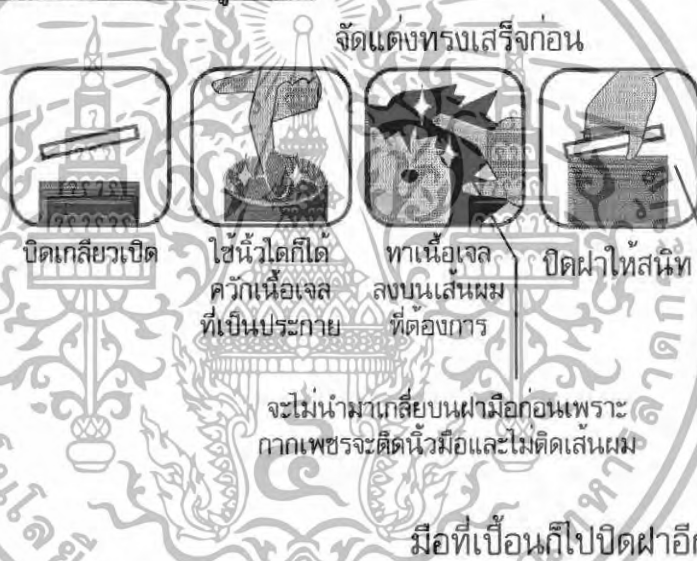 จัดแต่งทรงเสร็จก่อน
บิดเกลียวเปิด
ใช้นิ้วใดก็ได้
ควักเนื้อเจล
ที่เป็นประกาย
ทาเนื้อเจล
ลงบนเส้นผม
ที่ต้องการ
ปิดฝาให้สนิท
จะไม่นำมาเกลี่ยบนฝ่ามือก่อนเพราะ
กากเพชรจะติดนิ้วมือและไม่ติดเส้นผม
มือที่เปื้อนก็ไปบิดฝาอีก